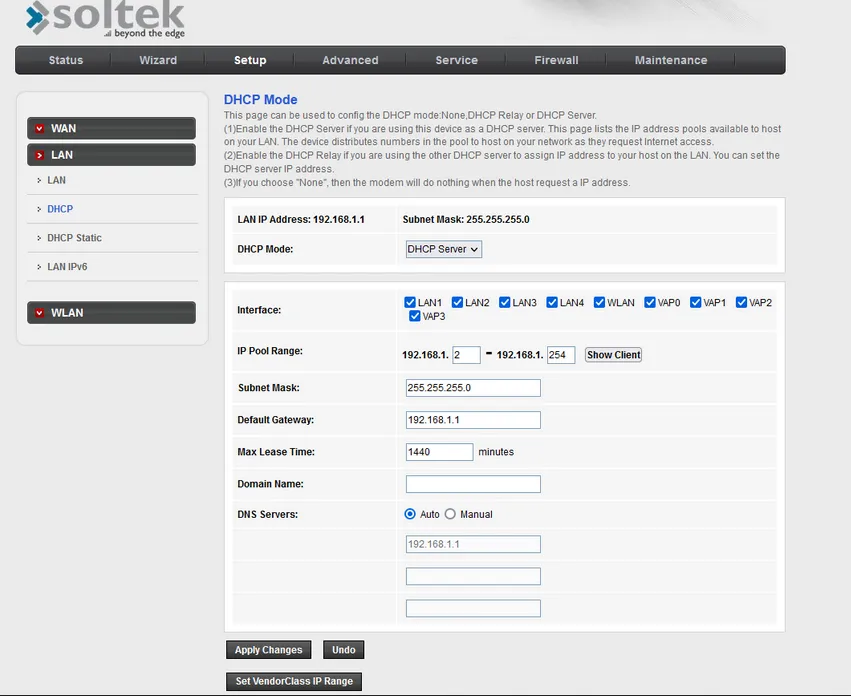 soltek
beyond the edge
Status Wizard Setup Advanced Service Firewall Maintenance
WAN
LAN
LAN
DHCP
DHCP Static
LAN IPv6
WLAN
DHCP Mode
This page can be used to config the DHCP mode:None,DHCP Relay or DHCP Server.
(1)Enable the DHCP Server if you are using this device as a DHCP server. This page lists the IP address pools available to host
on your LAN. The device distributes numbers in the pool to host on your network as they request Internet access.
(2)Enable the DHCP Relay if you are using the other DHCP server to assign IP address to your host on the LAN. You can set the
DHCP server IP address.
(3)If you choose "None", then the modem will do nothing when the host request a IP address.
LAN IP Address: 192.168.1.1 Subnet Mask: 255.255.255.0
DHCP Mode: DHCP Server
Interface: LAN1 LAN2 LAN3 LAN4 WLAN VAP0 VAP1 VAP2
VAP3
IP Pool Range: 192.168.1. 2 - 192.168.1. 254 Show Client
Subnet Mask: 255.255.255.0
Default Gateway: 192.168.1.1
Max Lease Time: 1440 minutes
Domain Name:
DNS Servers: Auto Manual
192.168.1.1
Apply Changes Undo
Set VendorClass IP Range